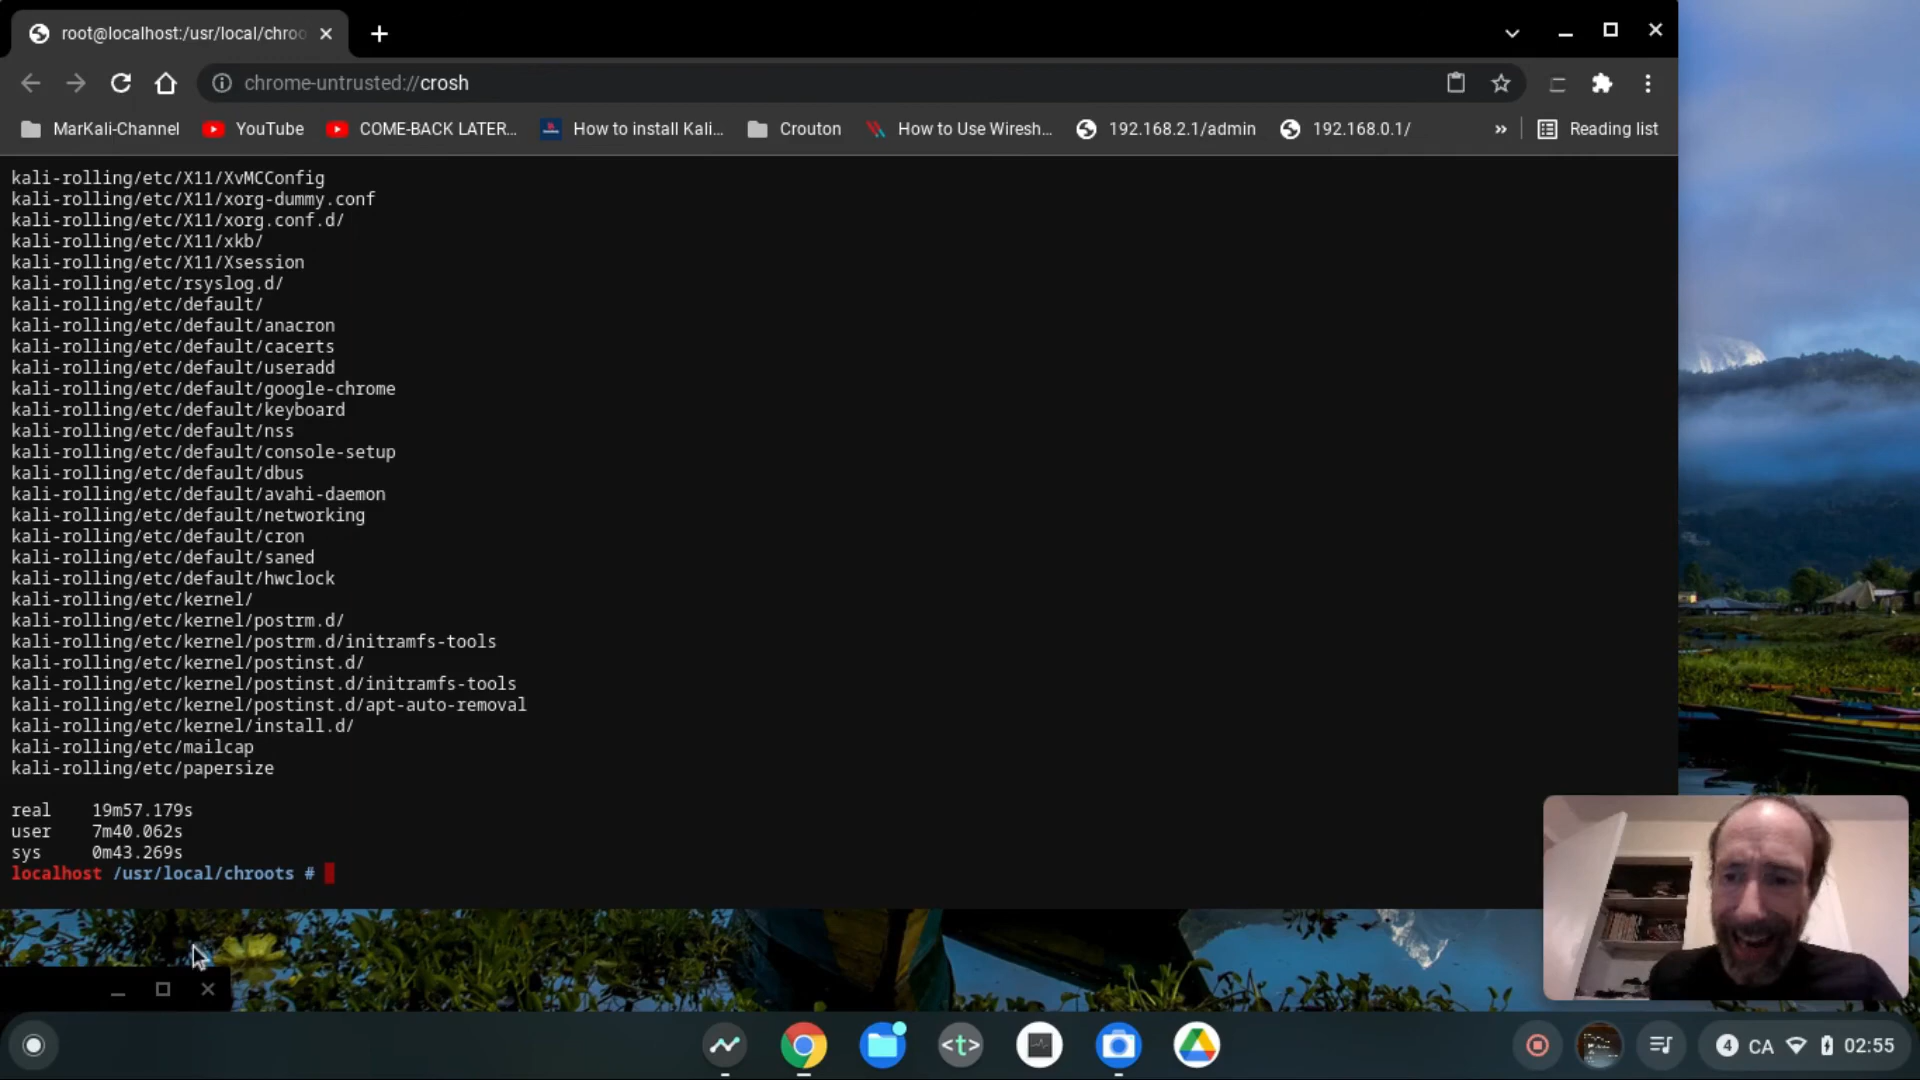 root@localhost:/usr/local/chroo
chrome-untrusted://crosh
MarKali-Channel
YouTube
COME-BACK LATER...
How to install Kali...
Crouton
How to Use Wiresh...
192.168.2.1/admin
192.168.0.1/
»
Reading list
kali-rolling/etc/X11/XvMCConfig
kali-rolling/etc/X11/xorg-dummy.conf
kali-rolling/etc/X11/xorg.conf.d/
kali-rolling/etc/X11/xkb/
kali-rolling/etc/X11/Xsession
kali-rolling/etc/rsyslog.d/
kali-rolling/etc/default/
kali-rolling/etc/default/anacron
kali-rolling/etc/default/cacerts
kali-rolling/etc/default/useradd
kali-rolling/etc/default/google-chrome
kali-rolling/etc/default/keyboard
kali-rolling/etc/default/nss
kali-rolling/etc/default/console-setup
kali-rolling/etc/default/dbus
kali-rolling/etc/default/avahi-daemon
kali-rolling/etc/default/networking
kali-rolling/etc/default/cron
kali-rolling/etc/default/saned
kali-rolling/etc/default/hwclock
kali-rolling/etc/kernel/
kali-rolling/etc/kernel/postrm.d/
kali-rolling/etc/kernel/postrm.d/initramfs-tools
kali-rolling/etc/kernel/postinst.d/
kali-rolling/etc/kernel/postinst.d/initramfs-tools
kali-rolling/etc/kernel/postinst.d/apt-auto-removal
kali-rolling/etc/kernel/install.d/
kali-rolling/etc/mailcap
kali-rolling/etc/papersize
real 19m57.179s
user 7m40.062s
sys 0m43.269s
localhost /usr/local/chroots #
<t>
4 CA 02:55